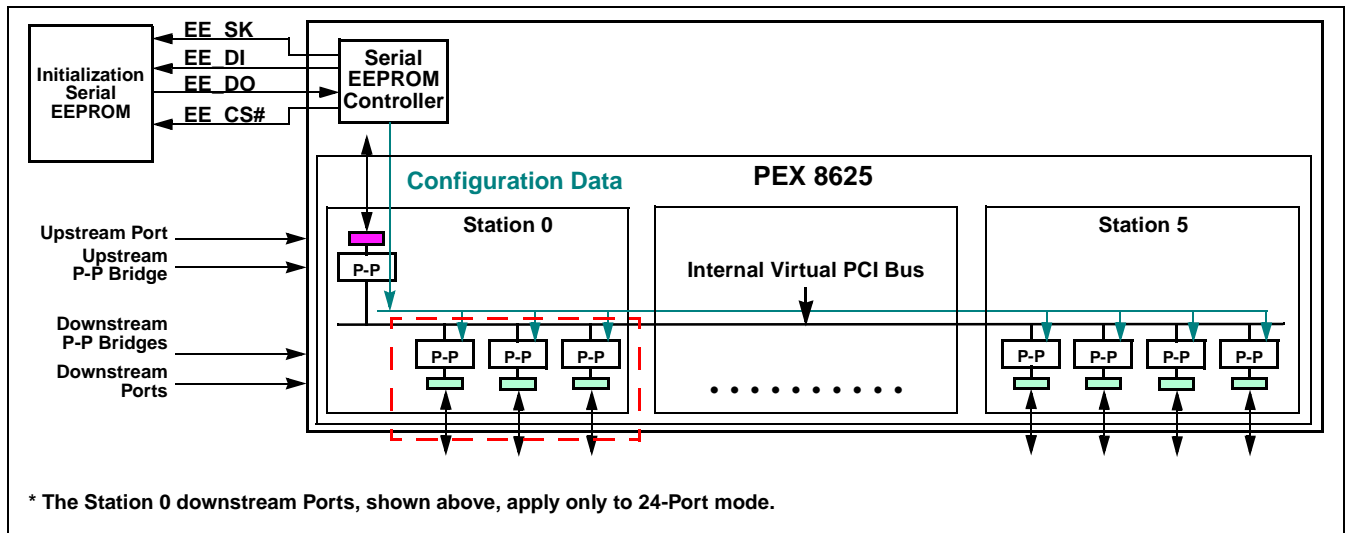 EE_SK
EE_DI
EE_DO
EE_CS#
Initialization
Serial
EEPROM
Serial
EEPROM
Controller
Configuration Data
PEX 8625
Station 0
Station 5
Upstream Port
Upstream
P-P Bridge
P-P
Internal Virtual PCI Bus
Downstream
P-P Bridges
Downstream
Ports
P-P
P-P
P-P
P-P
P-P
P-P
P-P
* The Station 0 downstream Ports, shown above, apply only to 24-Port mode.